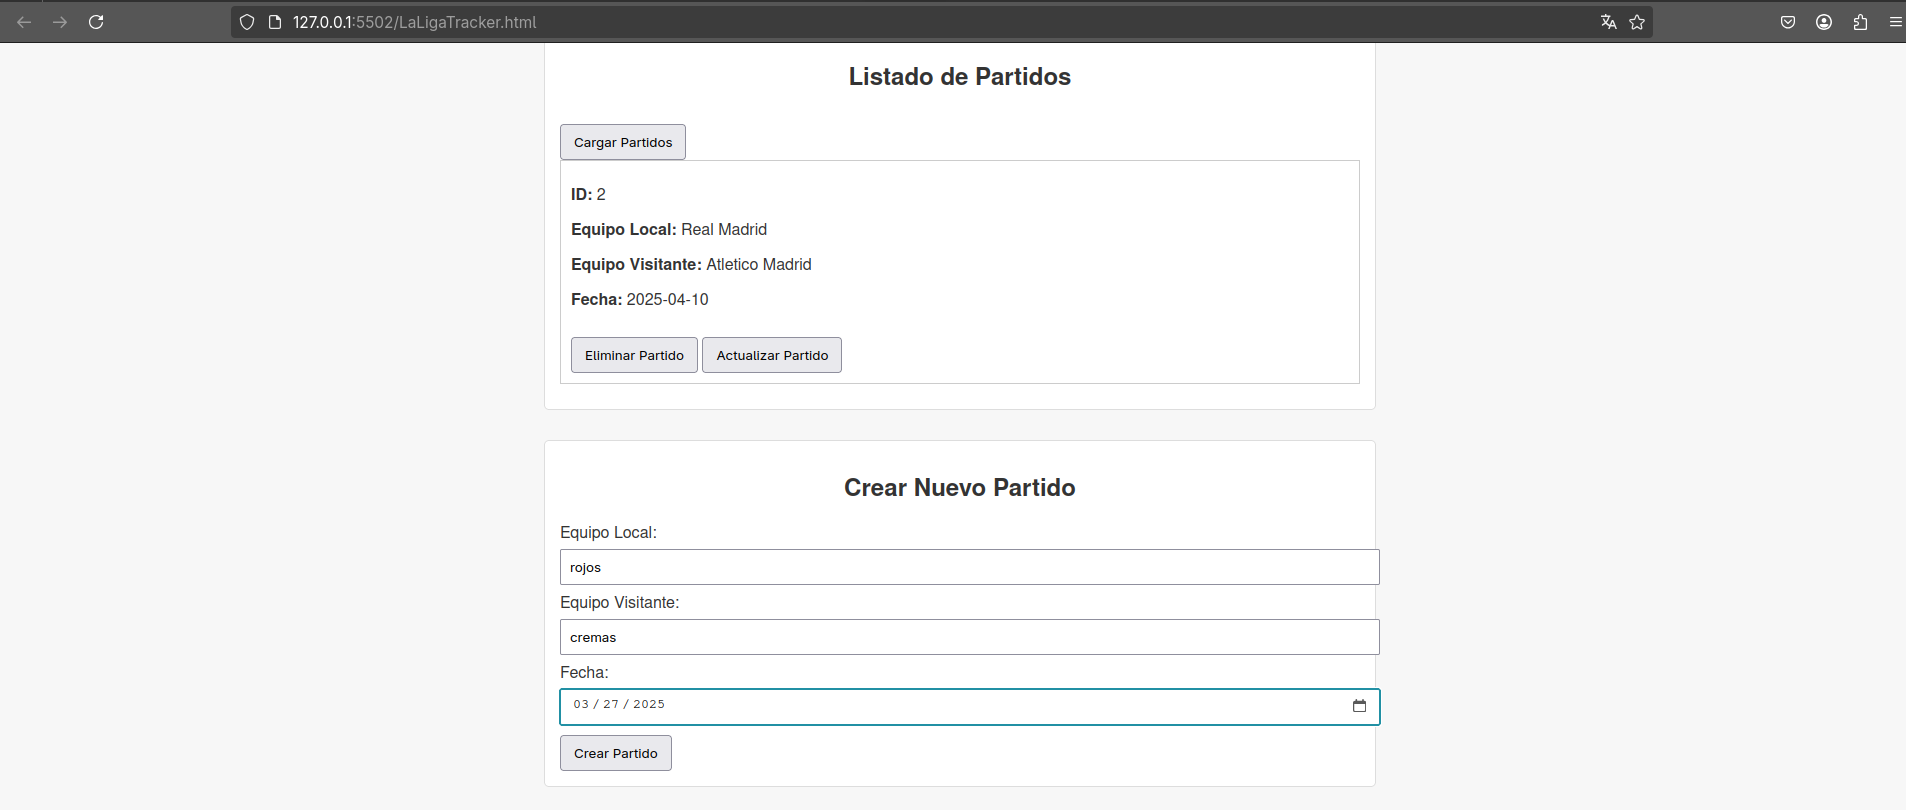 127.0.0.1:5502/LaLigaTracker.html
Listado de Partidos
Cargar Partidos
ID: 2
Equipo Local: Real Madrid
Equipo Visitante: Atletico Madrid
Fecha: 2025-04-10
Eliminar Partido Actualizar Partido
Crear Nuevo Partido
Equipo Local:
rojos
Equipo Visitante:
cremas
Fecha:
03 / 27 / 2025
Crear Partido